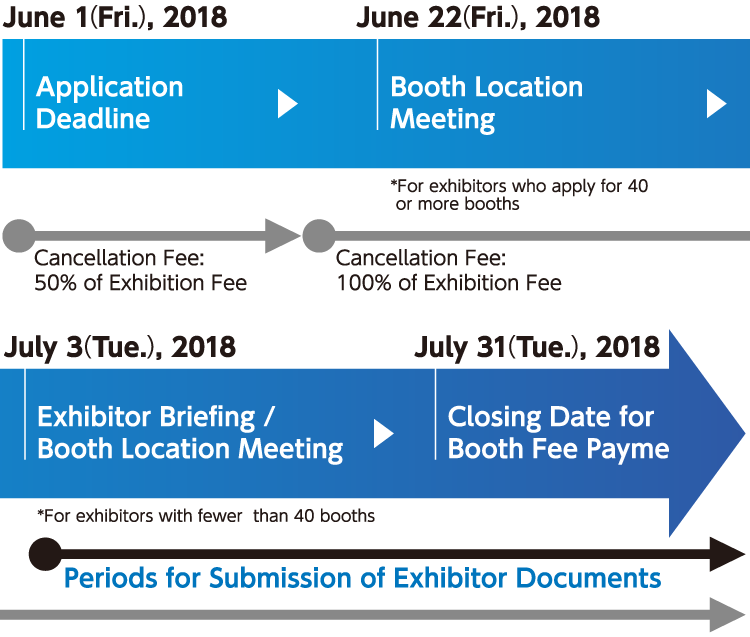 June 1(Fri.), 2018
June 22(Fri.), 2018
Application
Deadline
Booth Location
Meeting
*For exhibitors who apply for 40
or more booths
Cancellation Fee:
50% of Exhibition Fee
Cancellation Fee:
100% of Exhibition Fee
July 3(Tue.), 2018
July 31(Tue.), 2018
Exhibitor Briefing /
Booth Location Meeting
Closing Date for
Booth Fee Payme
*For exhibitors with fewer than 40 booths
Periods for Submission of Exhibitor Documents